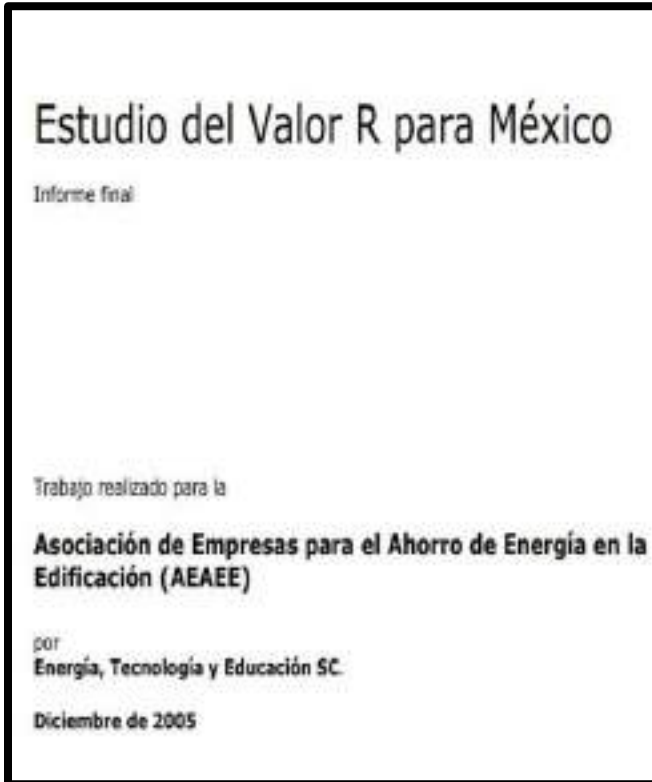 Estudio del Valor R para México
Informe final
Trabajo realizado para la
Asociación de Empresas para el Ahorro de Energía en la
Edificación (AEAEE)
por
Energía, Tecnología y Educación SC.
Diciembre de 2005